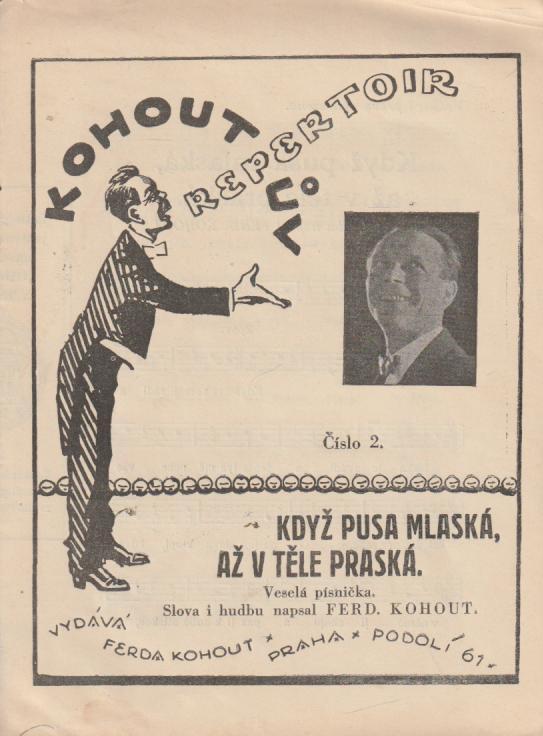 KOHOUTŮV
REPERTOIR
Číslo 2.
KDYŽ PUSA MLASKÁ,
AŽ V TĚLE PRASKÁ.
Veselá písnička.
Slova i hudbu napsal FERD. KOHOUT.
VYDÁVÁ
FERDA KOHOUT * PRAHA * PODOLÍ 61.